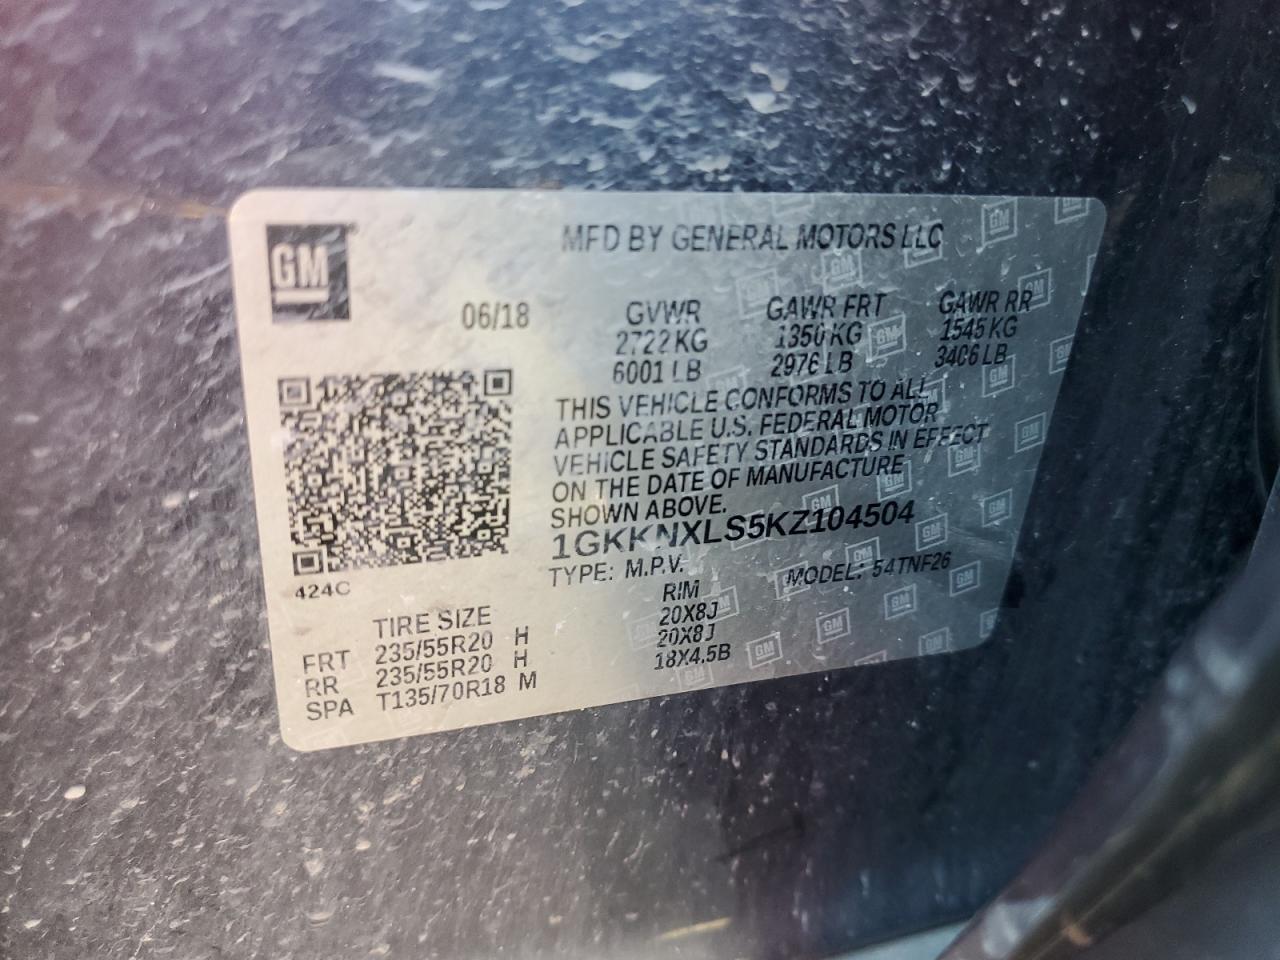 GM
MFD BY GENERAL MOTORS LLC
06/18 GVWR GAWR FRT GAWR RR
2722 KG 1350 KG 1545 KG
6001 LB 2976 LB 3406 LB
THIS VEHICLE CONFORMS TO ALL
APPLICABLE U.S. FEDERAL MOTOR
VEHICLE SAFETY STANDARDS IN EFFECT
ON THE DATE OF MANUFACTURE
SHOWN ABOVE.
1GKKNXLS5KZ104504
TYPE: M.P.V. MODEL: 54TNF26
424C
TIRE SIZE RIM
FRT 235/55R20 H 20X8J
RR 235/55R20 H 20X8J
SPA T135/70R18 M 18X4.5B